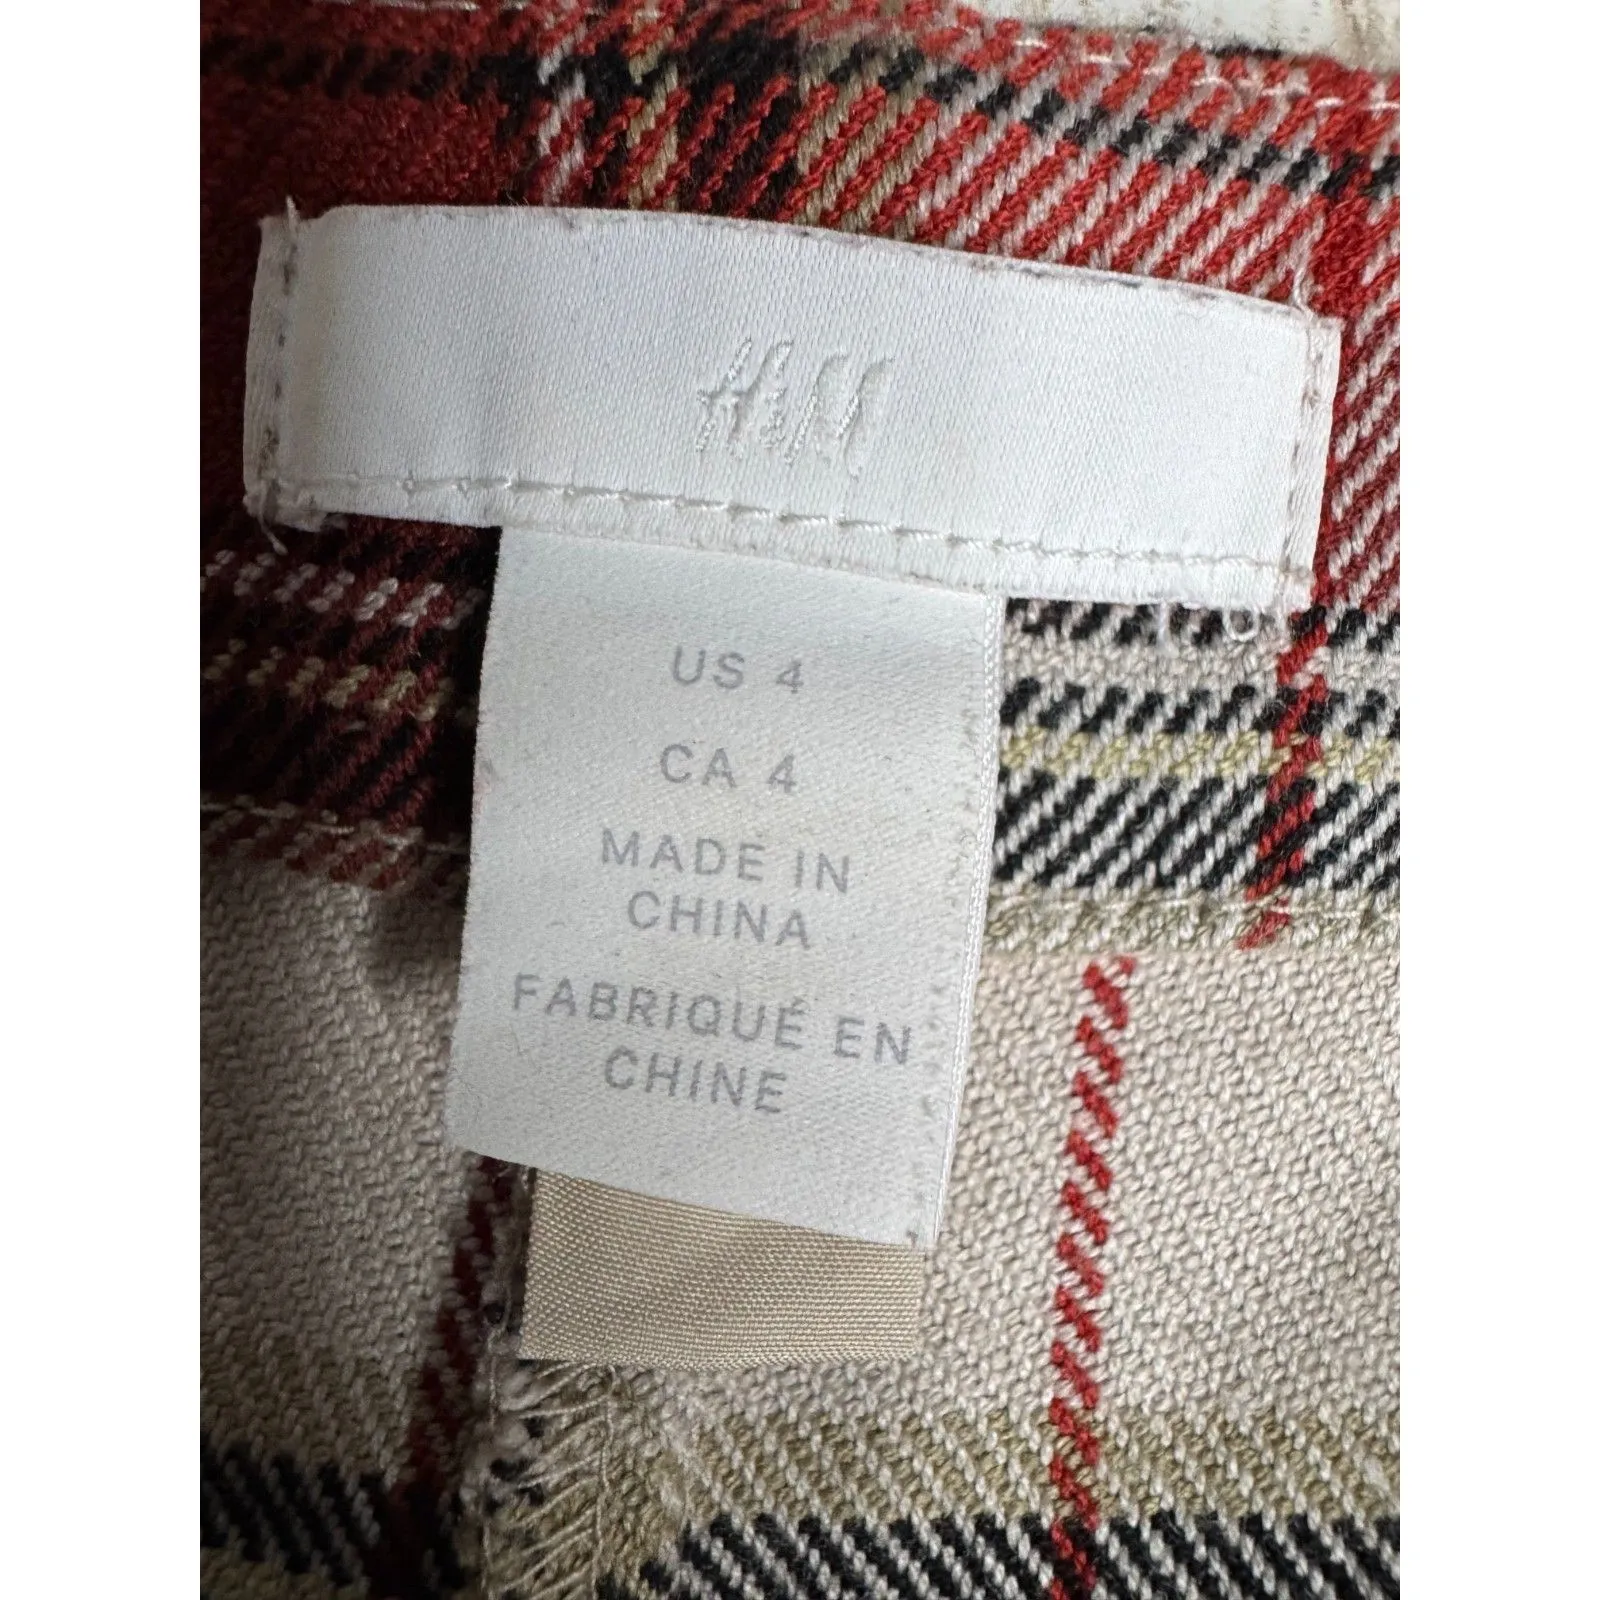 H&M
US 4
CA 4
MADE IN
CHINA
FABRIQUÉ EN
CHINE